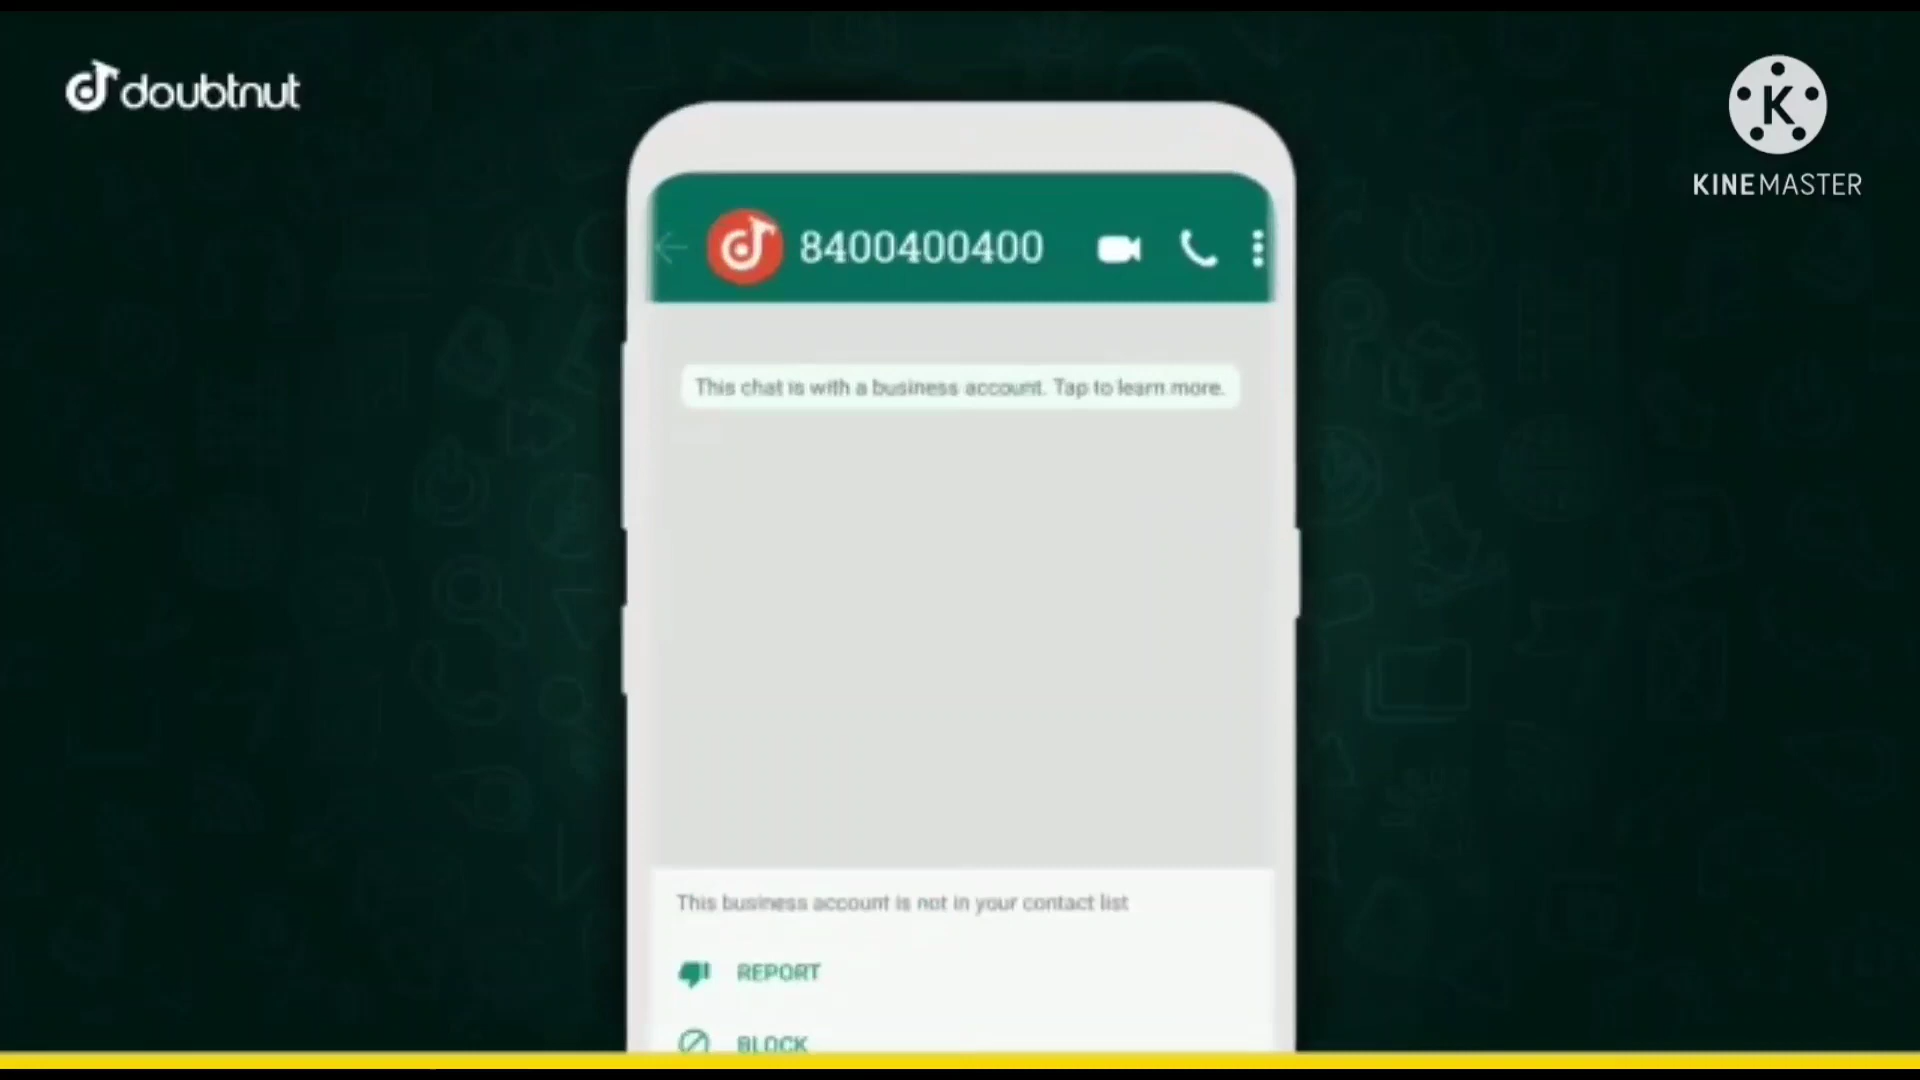 doubtnut
K
KINEMASTER
8400400400
This chat is with a business account. Tap to learn more.
This business account is not in your contact list
REPORT
BLOCK